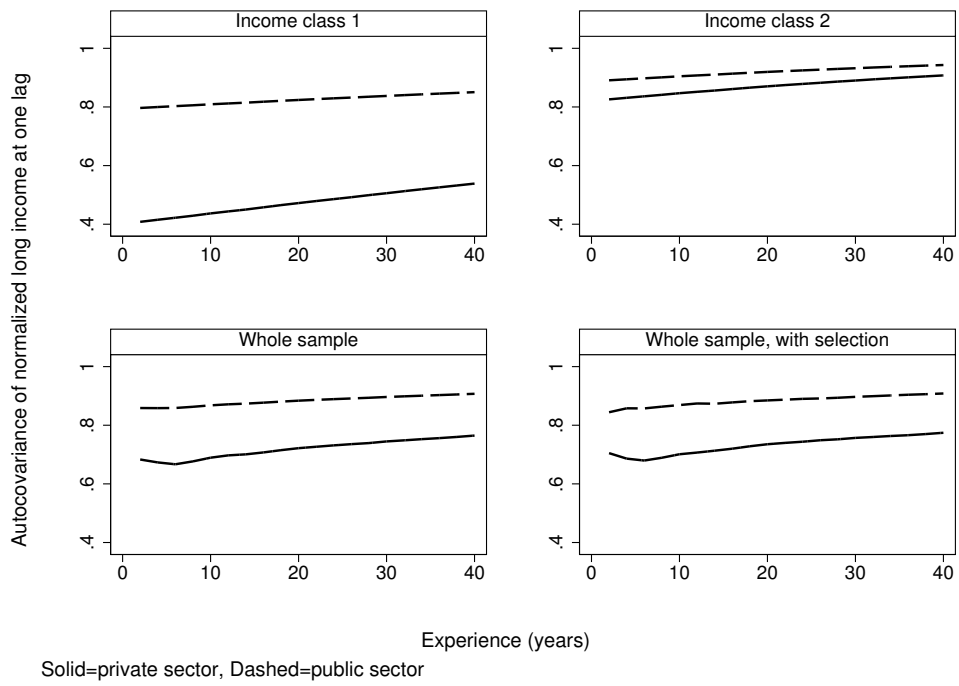 Income class 1
Income class 2
1
.8
.6
.4
0 10 20 30 40
1
.8
.6
.4
0 10 20 30 40
Autocovariance of normalized long income at one lag
Whole sample
Whole sample, with selection
1
.8
.6
.4
0 10 20 30 40
1
.8
.6
.4
0 10 20 30 40
Experience (years)
Solid=private sector, Dashed=public sector